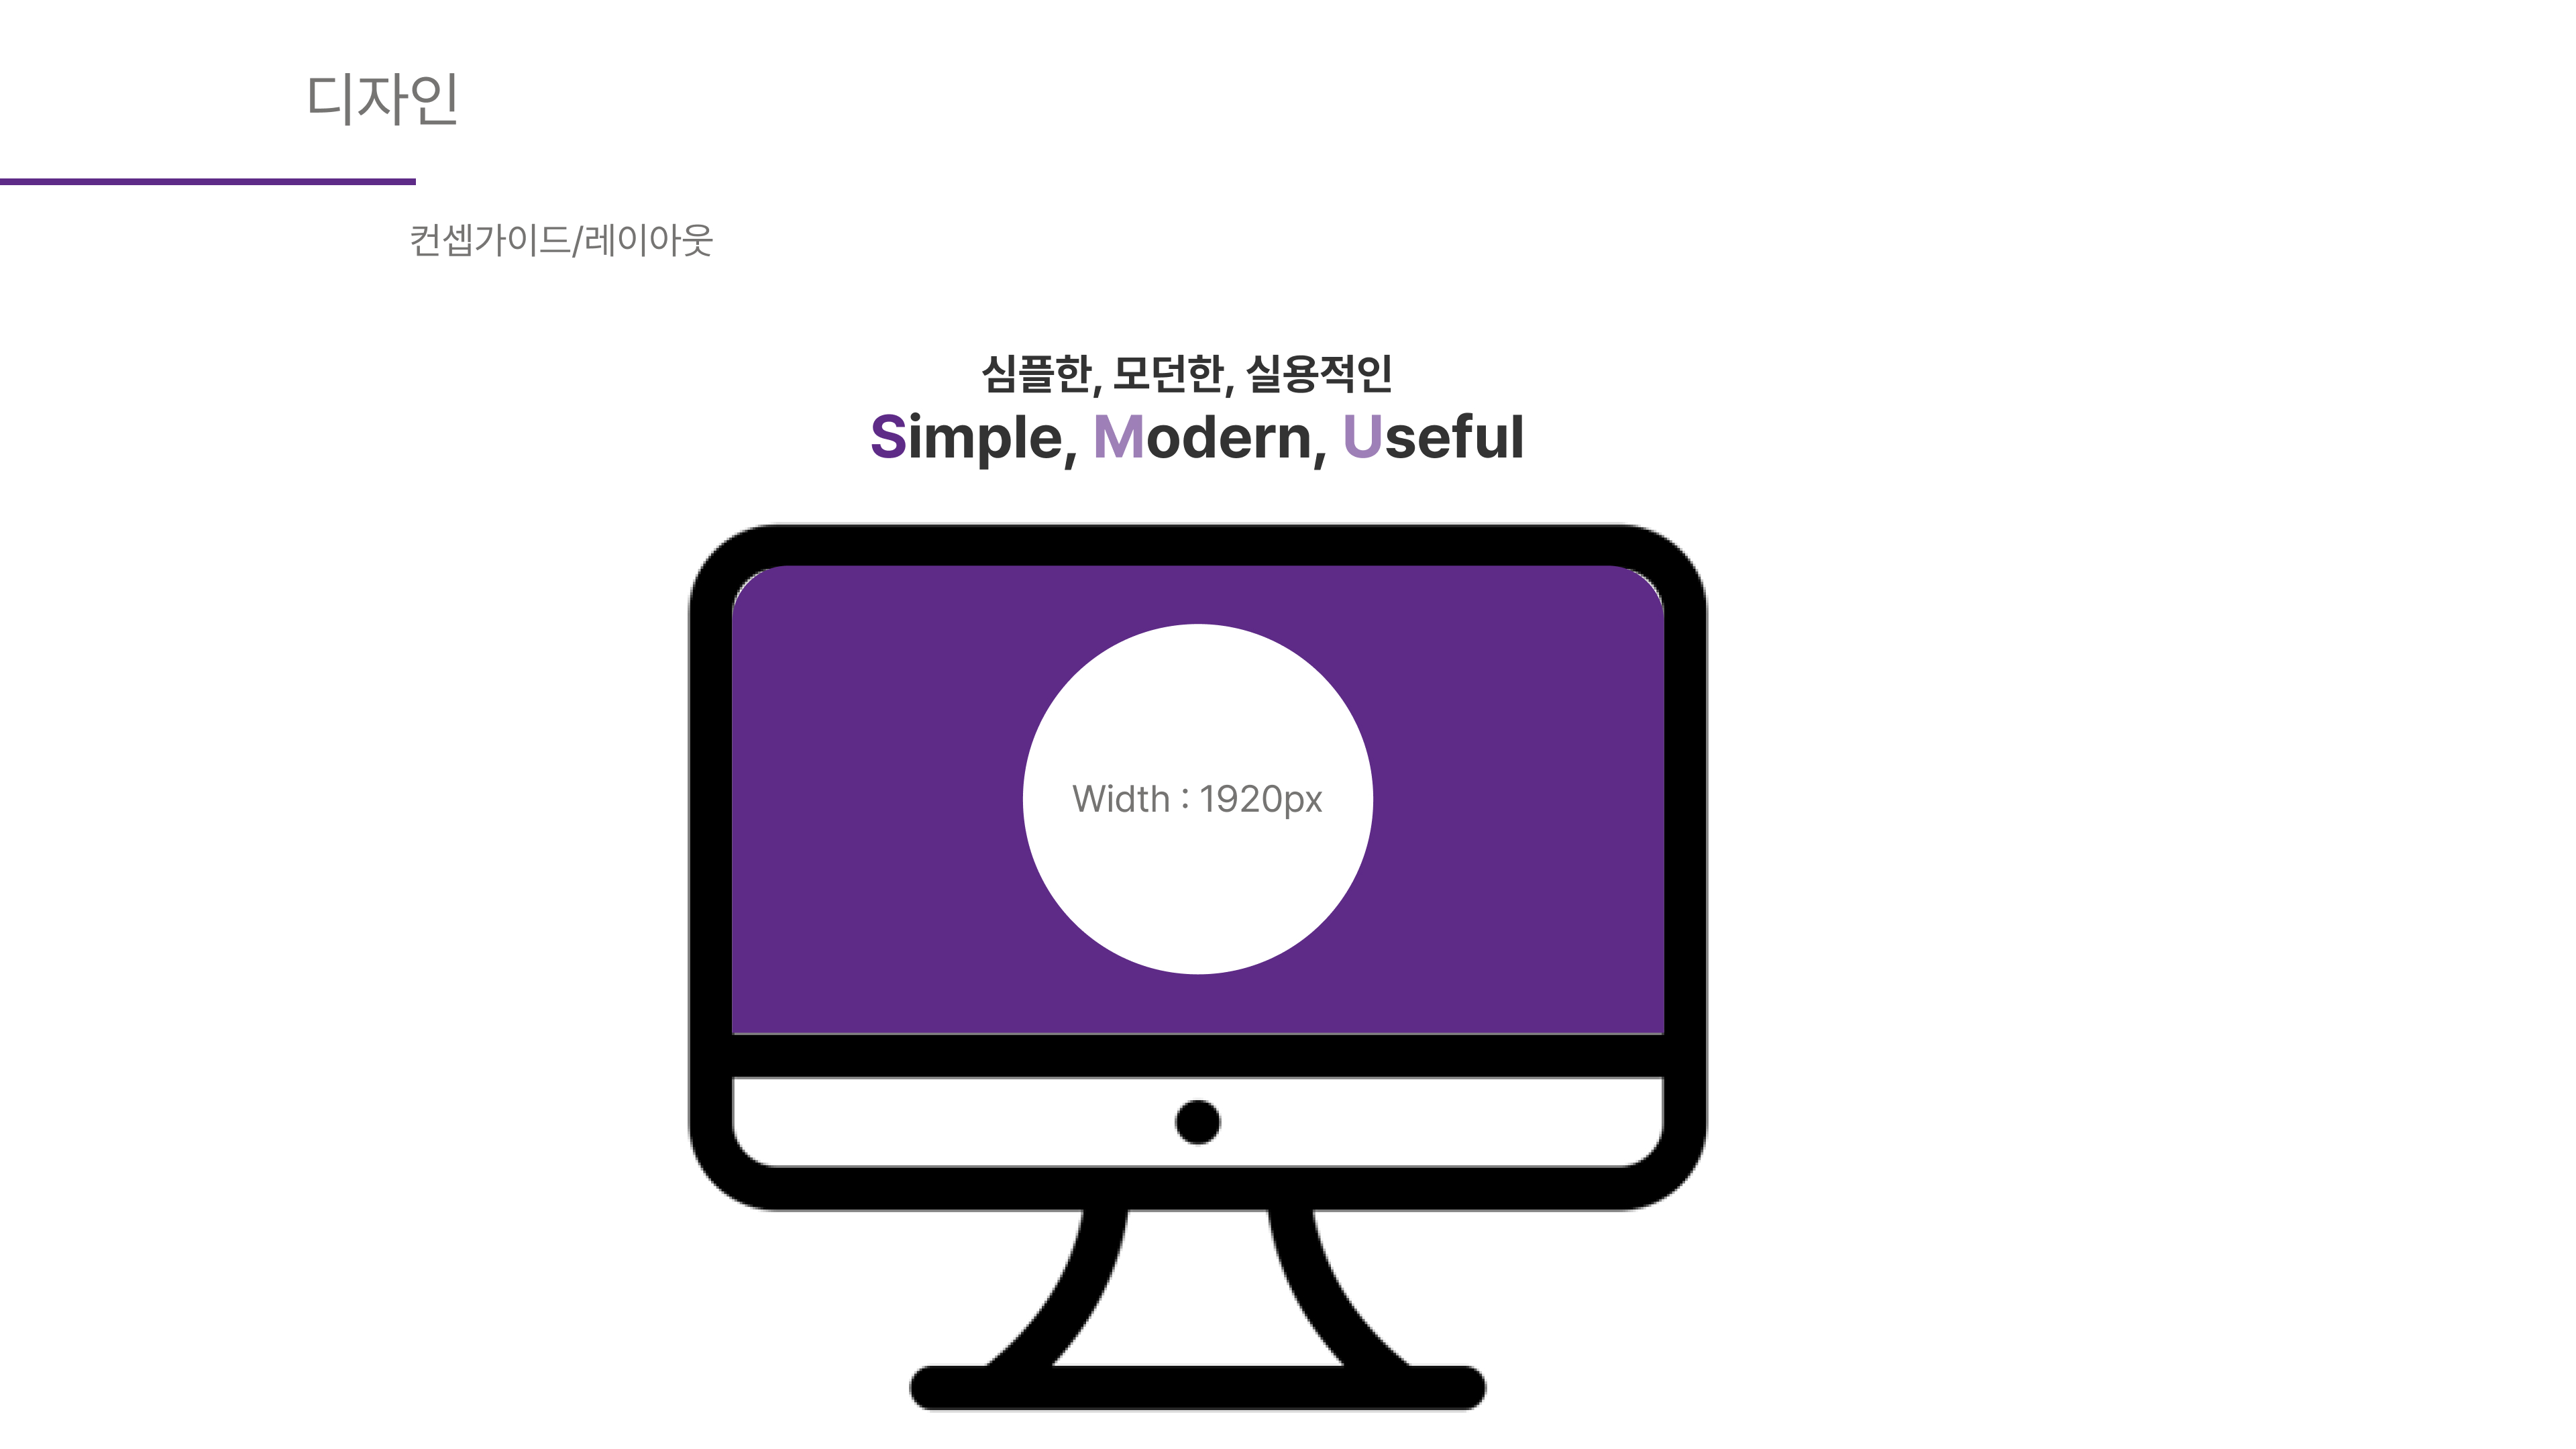 디자인
컨셉가이드/레이아웃
심플한, 모던한, 실용적인
Simple, Modern, Useful
Width : 1920px